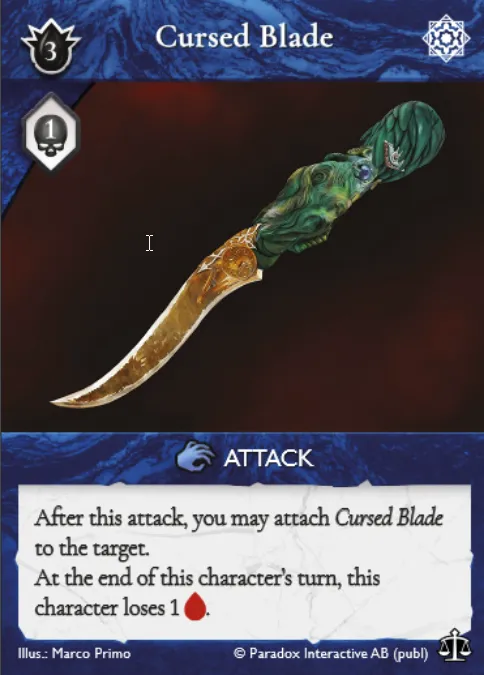 3
Cursed Blade
1
ATTACK
After this attack, you may attach Cursed Blade
to the target.
At the end of this character's turn, this
character loses 1 .
Illus.: Marco Primo
© Paradox Interactive AB (publ)